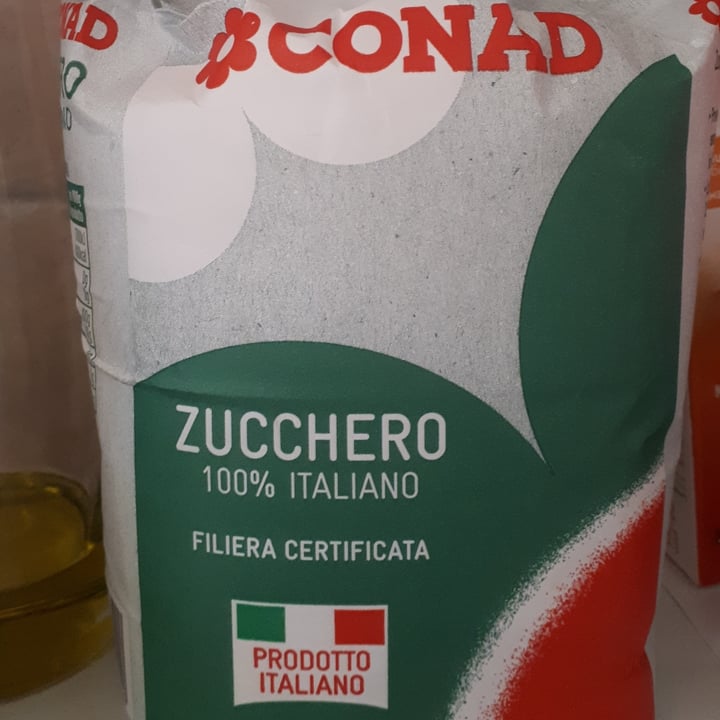 CONAD
ZUCCHERO
100% ITALIANO
FILIERA CERTIFICATA
PRODOTTO
ITALIANO